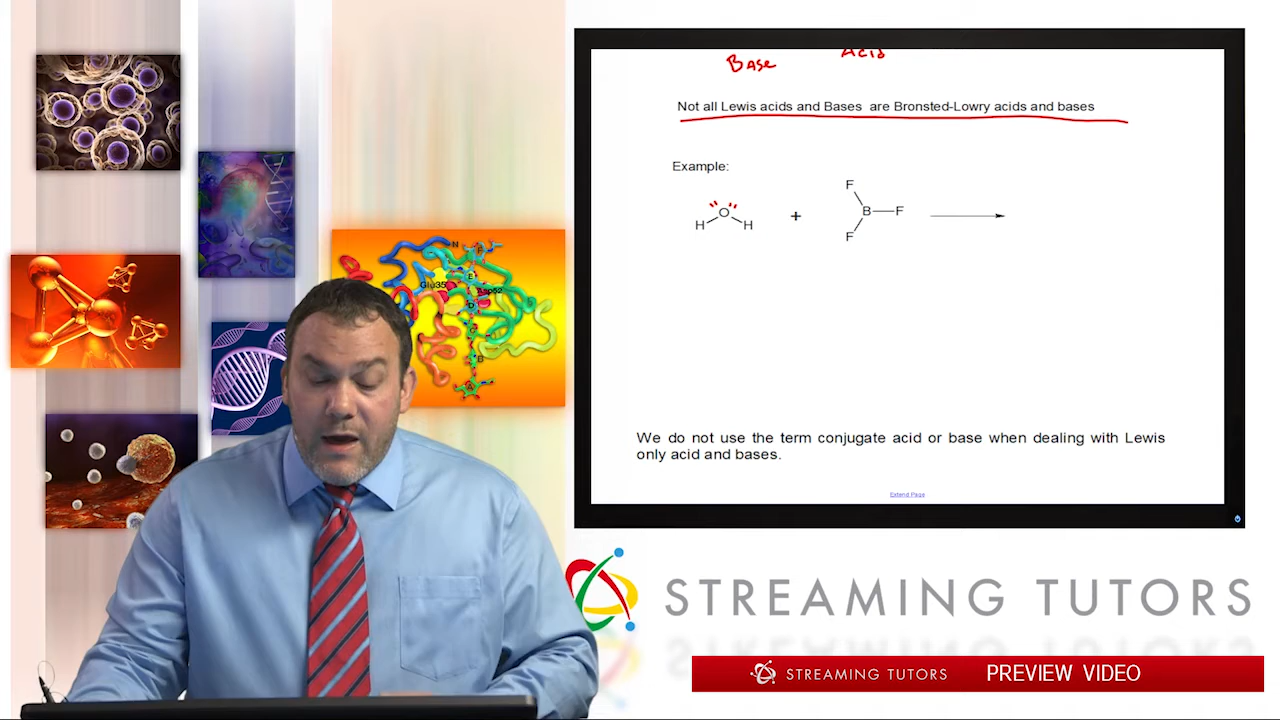 Base
Acid
Not all Lewis acids and Bases are Bronsted-Lowry acids and bases
Example:
O
H
H
+
F
B
F
F
We do not use the term conjugate acid or base when dealing with Lewis
only acid and bases.
Extend Page
N
F
E
Glu35
Asp52
D
B
A
STREAMING TUTORS
STREAMING TUTORS
PREVIEW VIDEO